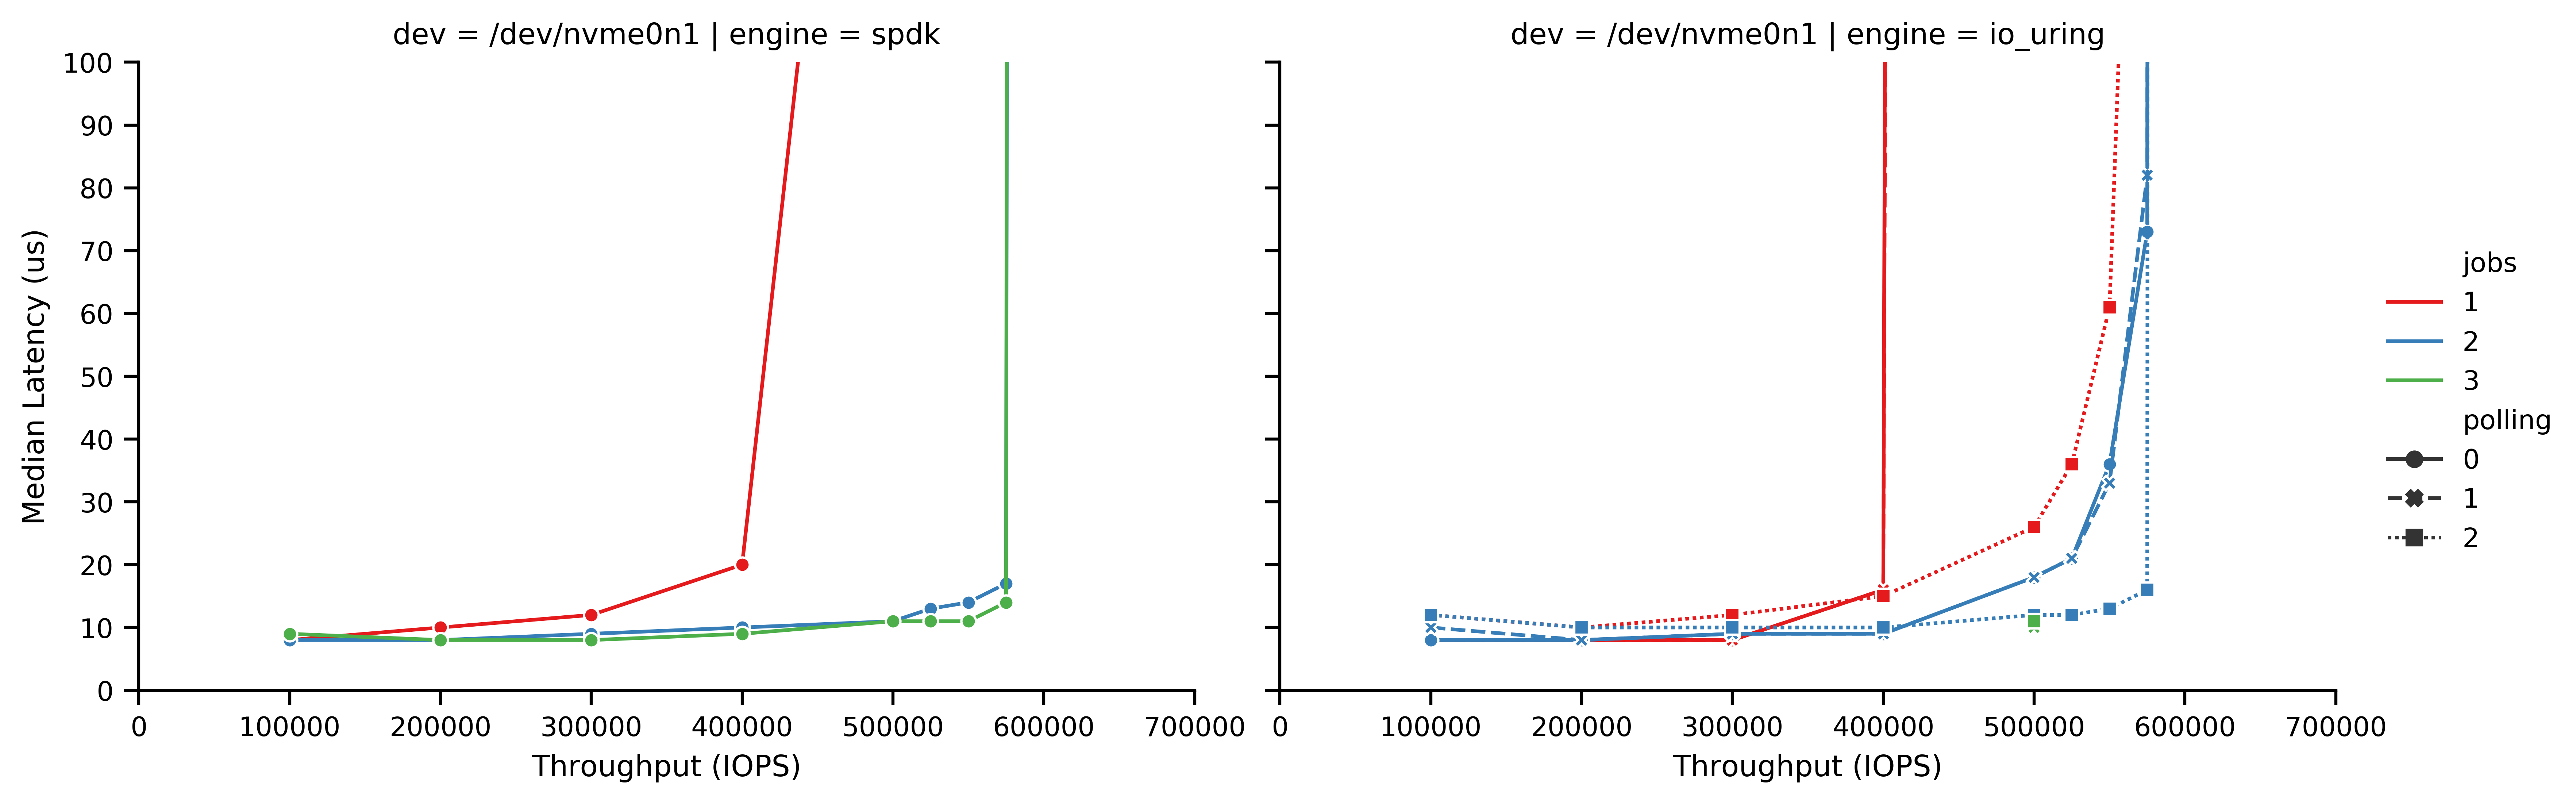 dev = /dev/nvme0n1 | engine = spdk
dev = /dev/nvme0n1 | engine = io_uring
Median Latency (us)
100
90
80
70
60
50
40
30
20
10
0
0 100000 200000 300000 400000 500000 600000 700000
Throughput (IOPS)
0 100000 200000 300000 400000 500000 600000 700000
Throughput (IOPS)
jobs
1
2
3
polling
0
1
2